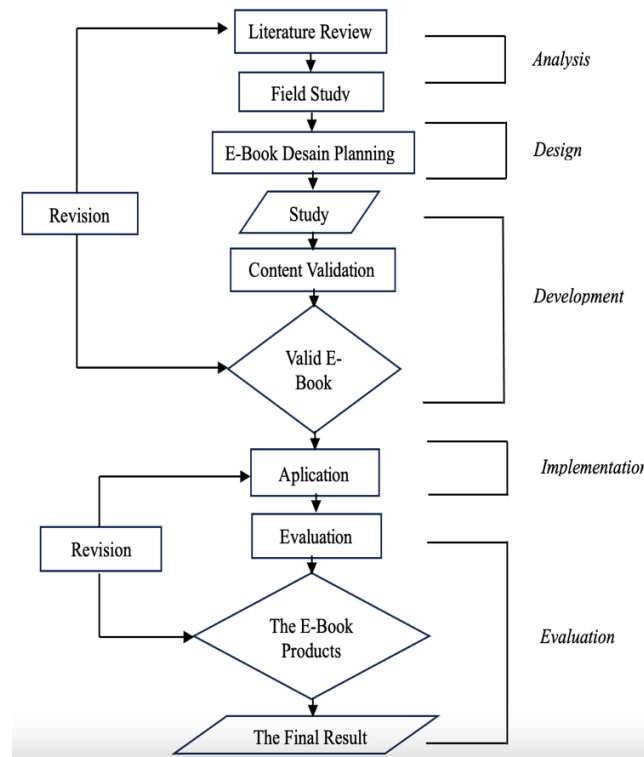 Literature Review
Analysis
Field Study
E-Book Desain Planning
Design
Revision
Study
Content Validation
Development
Valid E-
Book
Aplication
Implementation
Evaluation
Revision
The E-Book
Products
Evaluation
The Final Result